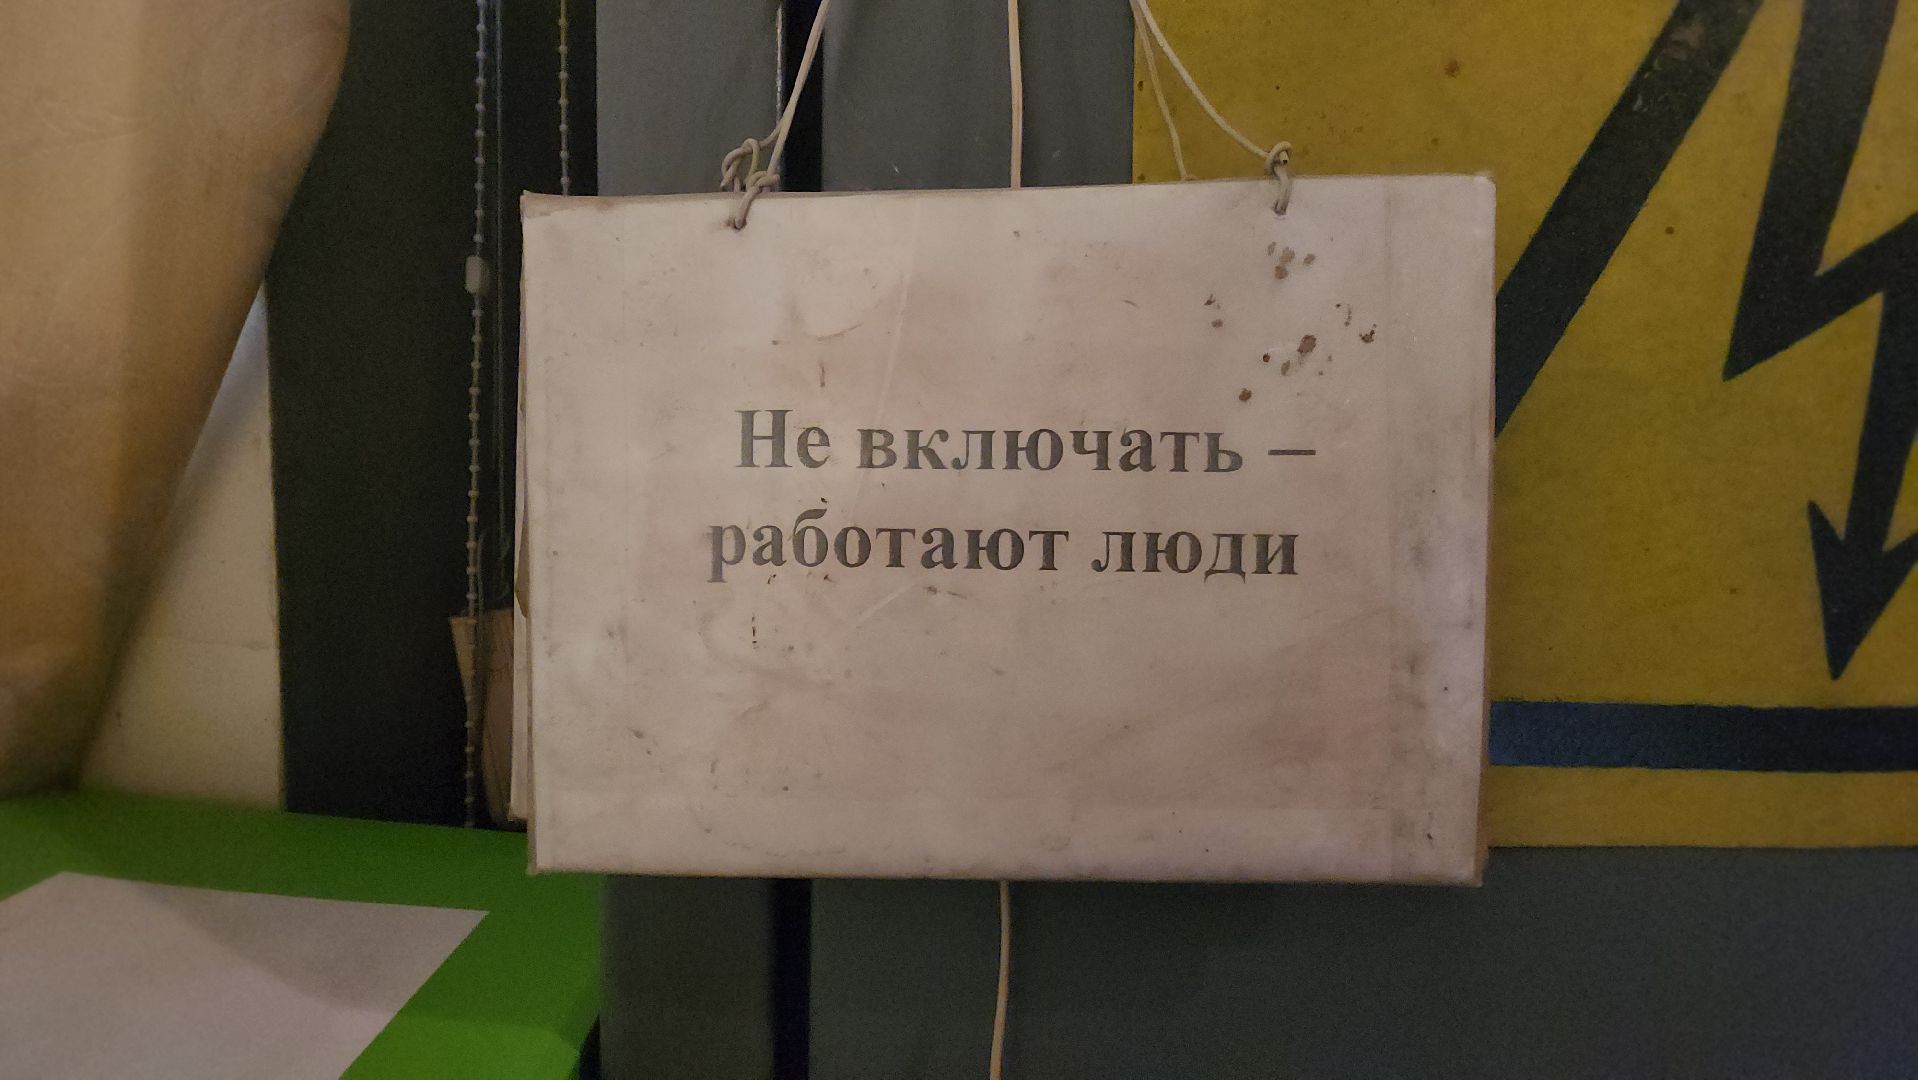 Не включать –
работают люди